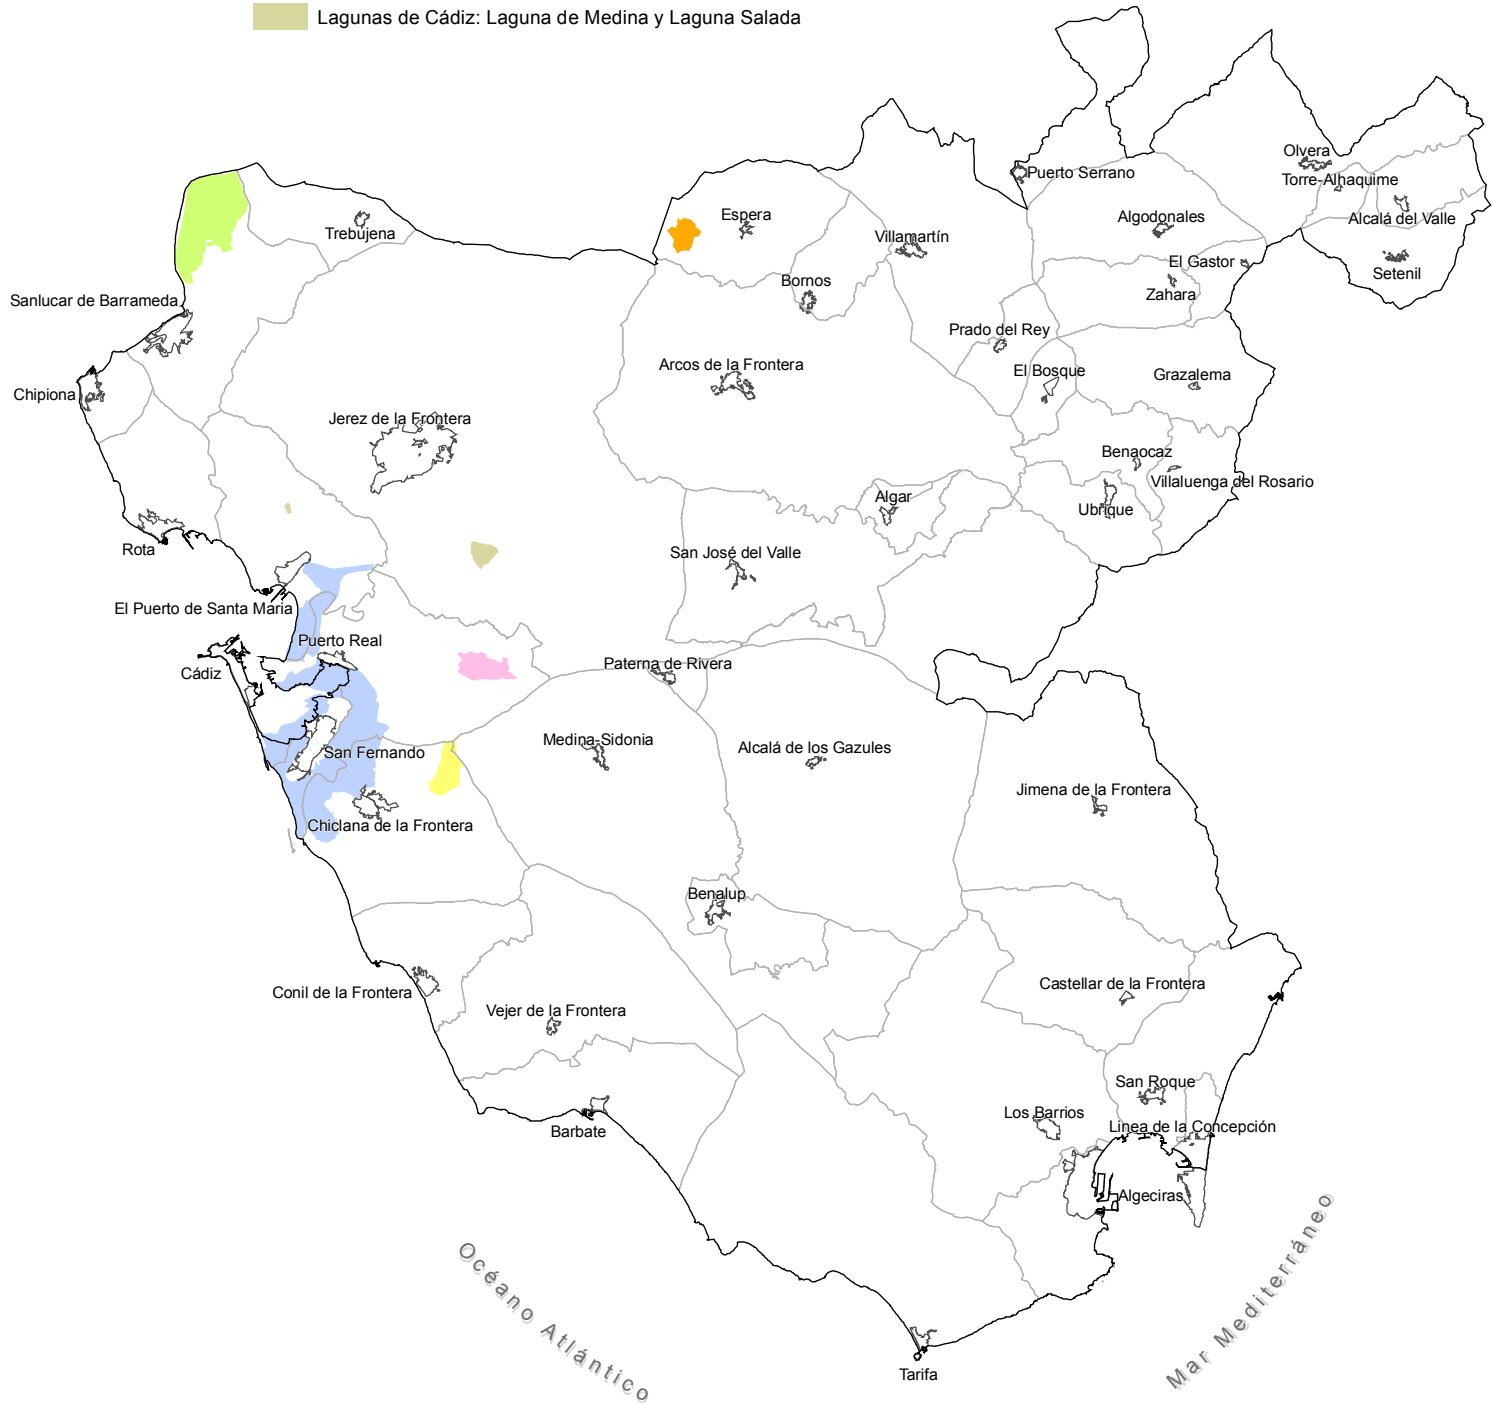 Lagunas de Cádiz: Laguna de Medina y Laguna Salada
Olvera
Puerto Serrano
Torre-Alhaquime
Espera
Algodonales
Alcalá del Valle
Trebujena
Villamartín
El Gastor
Setenil
Bornos
Zahara
Sanlucar de Barrameda
Prado del Rey
Arcos de la Frontera
El Bosque
Grazalema
Chipiona
Jerez de la Frontera
Benaocaz
Villaluenga del Rosario
Algar
Ubrique
Rota
San José del Valle
El Puerto de Santa Maria
Puerto Real
Paterna de Rivera
Cádiz
Medina-Sidonia
Alcalá de los Gazules
San Fernando
Jimena de la Frontera
Chiclana de la Frontera
Benalup
Castellar de la Frontera
Conil de la Frontera
Vejer de la Frontera
San Roque
Los Barrios
Linea de la Concepción
Barbate
Algeciras
Océano Atlántico
Mar Mediterráneo
Tarifa